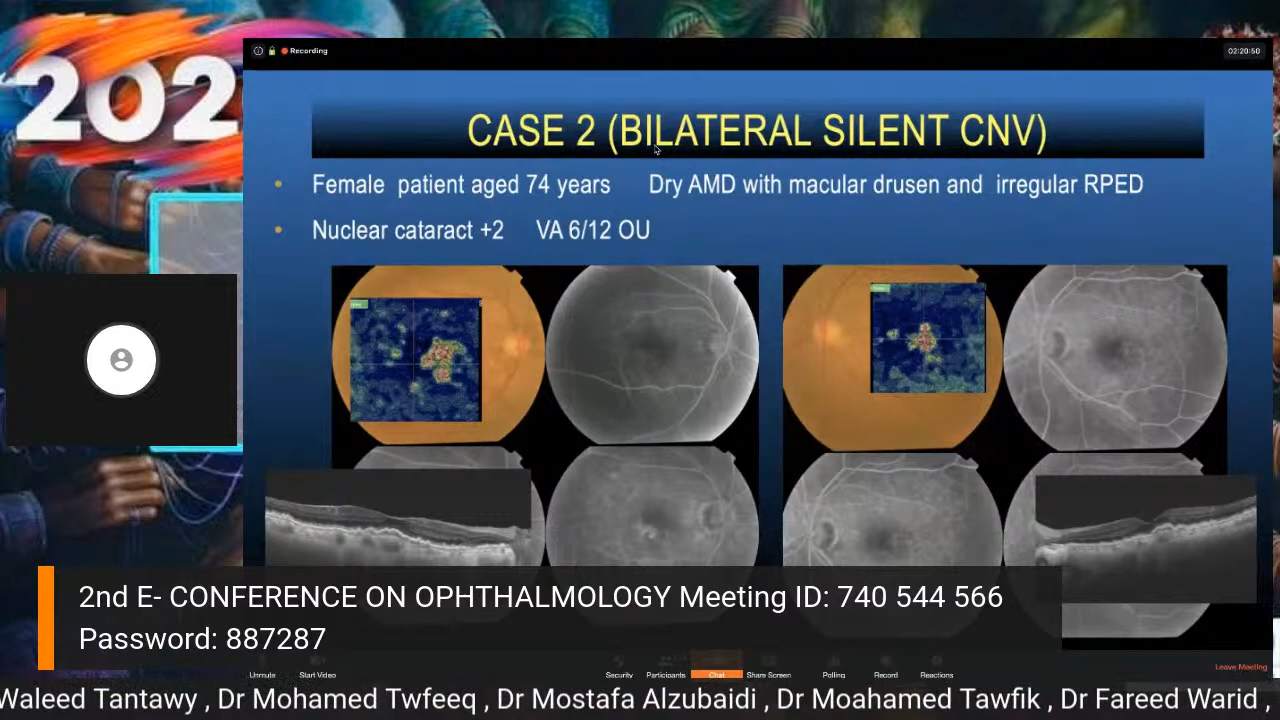 202
Recording
02:20:50
CASE 2 (BILATERAL SILENT CNV)
• Female patient aged 74 years Dry AMD with macular drusen and irregular RPED
• Nuclear cataract +2 VA 6/12 OU
2nd E- CONFERENCE ON OPHTHALMOLOGY Meeting ID: 740 544 566
Password: 887287
Unmute Start Video Security Participants Chat Share Screen Polling Record Reactions Leave Meeting
Waleed Tantawy , Dr Mohamed Twfeeq , Dr Mostafa Alzubaidi , Dr Moahamed Tawfik , Dr Fareed Warid ,